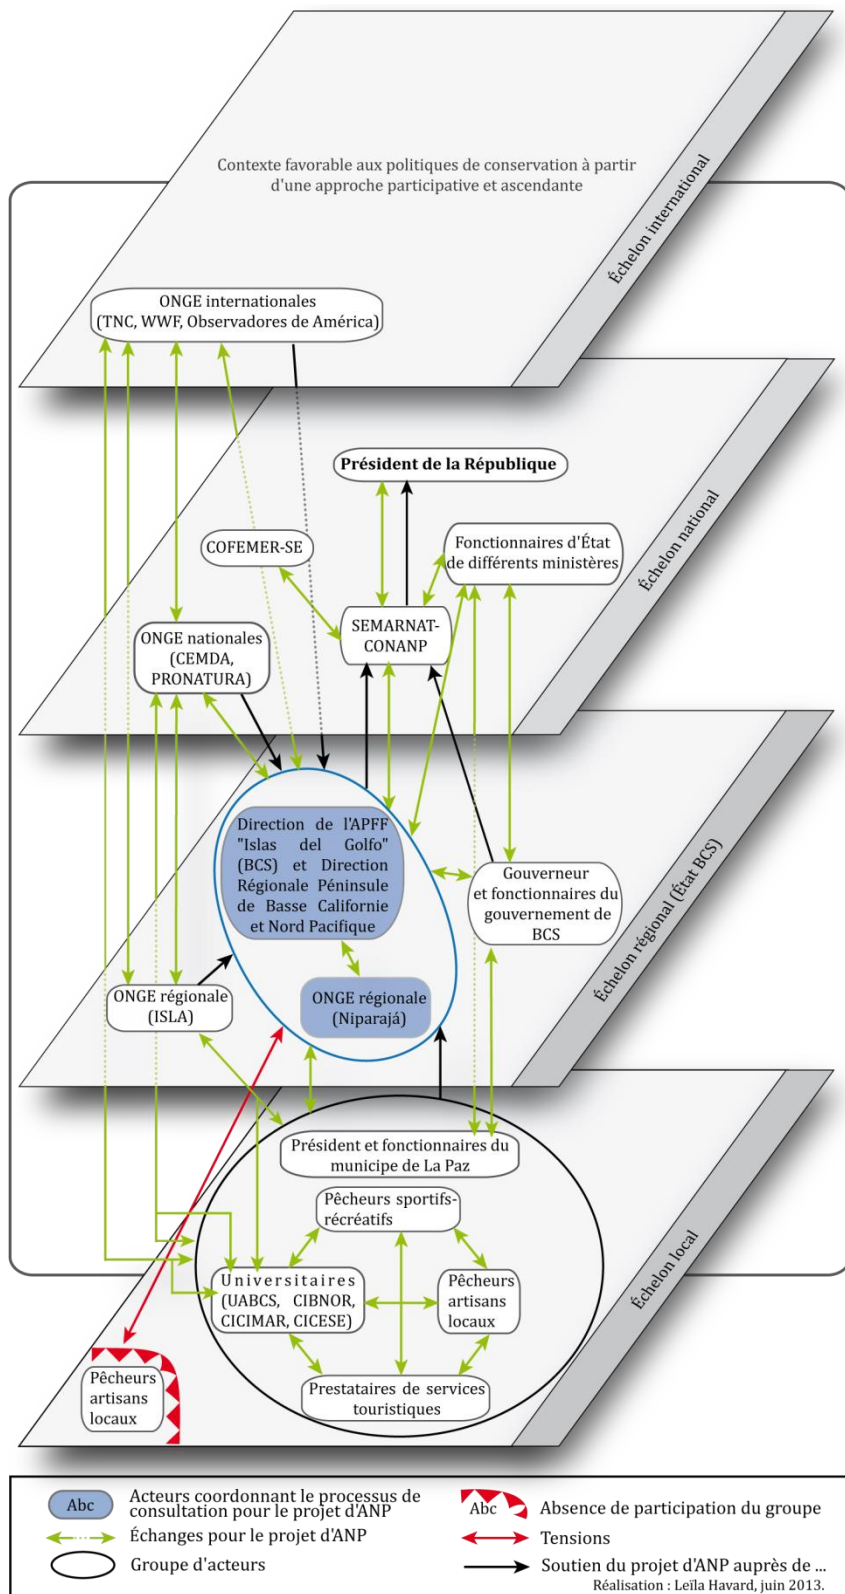 Contexte favorable aux politiques de conservation à partir
d'une approche participative et ascendante
Échelon international
ONGE internationales
(TNC, WWF, Observadores de América)
Président de la République
COFEMER-SE
Fonctionnaires d'État
de différents ministères
Échelon national
SEMARNAT-
CONANP
ONGE nationales
(CEMDA,
PRONATURA)
Direction de l'APFF
"Islas del Golfo"
(BCS) et Direction
Régionale Péninsule
de Basse Californie
et Nord Pacifique
Gouverneur
et fonctionnaires du
gouvernement de
BCS
Échelon régional (État BCS)
ONGE régionale
(ISLA)
ONGE régionale
(Niparajá)
Président et fonctionnaires du
municipe de La Paz
Pêcheurs sportifs-
récréatifs
Universitaires
(UABCS, CIBNOR,
CICIMAR, CICESE)
Pêcheurs
artisans
locaux
Échelon local
Prestataires de services
touristiques
Pêcheurs
artisans
locaux
Abc
Acteurs coordonnant le processus de
consultation pour le projet d'ANP
Échanges pour le projet d'ANP
Groupe d'acteurs
Abc
Absence de participation du groupe
Tensions
Soutien du projet d'ANP auprès de ...
Réalisation : Leïla Havard, juin 2013.